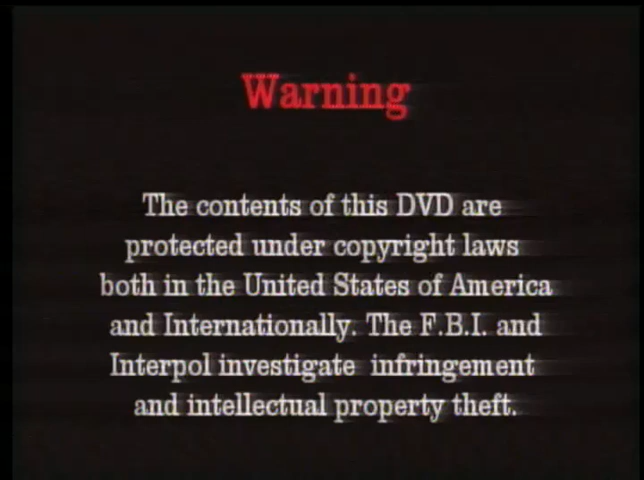 Warning
The contents of this DVD are
protected under copyright laws
both in the United States of America
and Internationally. The F.B.I. and
Interpol investigate infringement
and intellectual property theft.